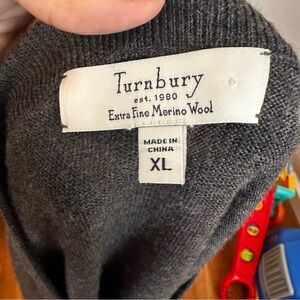 Turnbury
est. 1980
Extra Fine Merino Wool
MADE IN
CHINA
XL